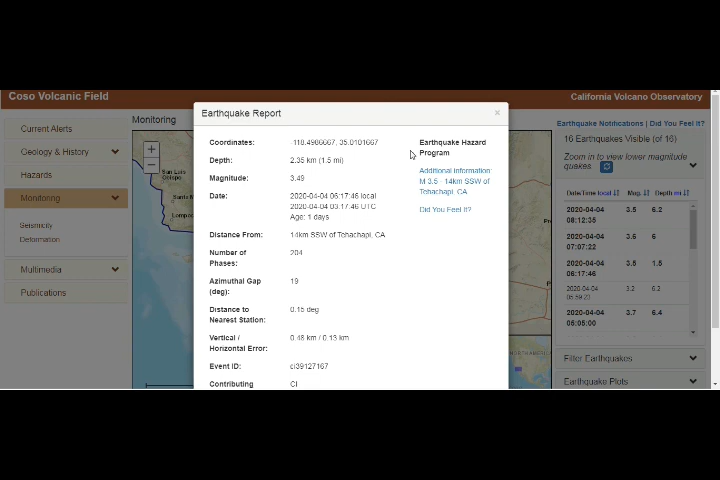 Coso Volcanic Field
California Volcano Observatory
Current Alerts
Geology & History
Hazards
Monitoring
Seismicity
Deformation
Multimedia
Publications
Monitoring
+
−
San Luis
Obispo
Santa M
Lompo
Earthquake Report
×
Coordinates: -118.4986667, 35.0101667
Depth: 2.35 km (1.5 mi)
Magnitude: 3.49
Date: 2020-04-04 06:17:46 local
2020-04-04 03:17:46 UTC
Age: 1 days
Distance From: 14km SSW of Tehachapi, CA
Number of Phases: 204
Azimuthal Gap (deg): 19
Distance to Nearest Station: 0.15 deg
Vertical / Horizontal Error: 0.48 km / 0.13 km
Event ID: ci39127167
Contributing CI
Earthquake Hazard
Program
Additional information:
M 3.5 - 14km SSW of
Tehachapi, CA
Did You Feel It?
Earthquake Notifications | Did You Feel It?
16 Earthquakes Visible (of 16)
Zoom in to view lower magnitude
quakes
Date/Time local Mag. Depth mi
2020-04-04 08:12:35 3.5 6.2
2020-04-04 07:07:22 3.6 6
2020-04-04 06:17:46 3.5 1.5
2020-04-04 3.2 6.2
2020-04-04 05:05:00 3.7 6.4
Filter Earthquakes
Earthquake Plots